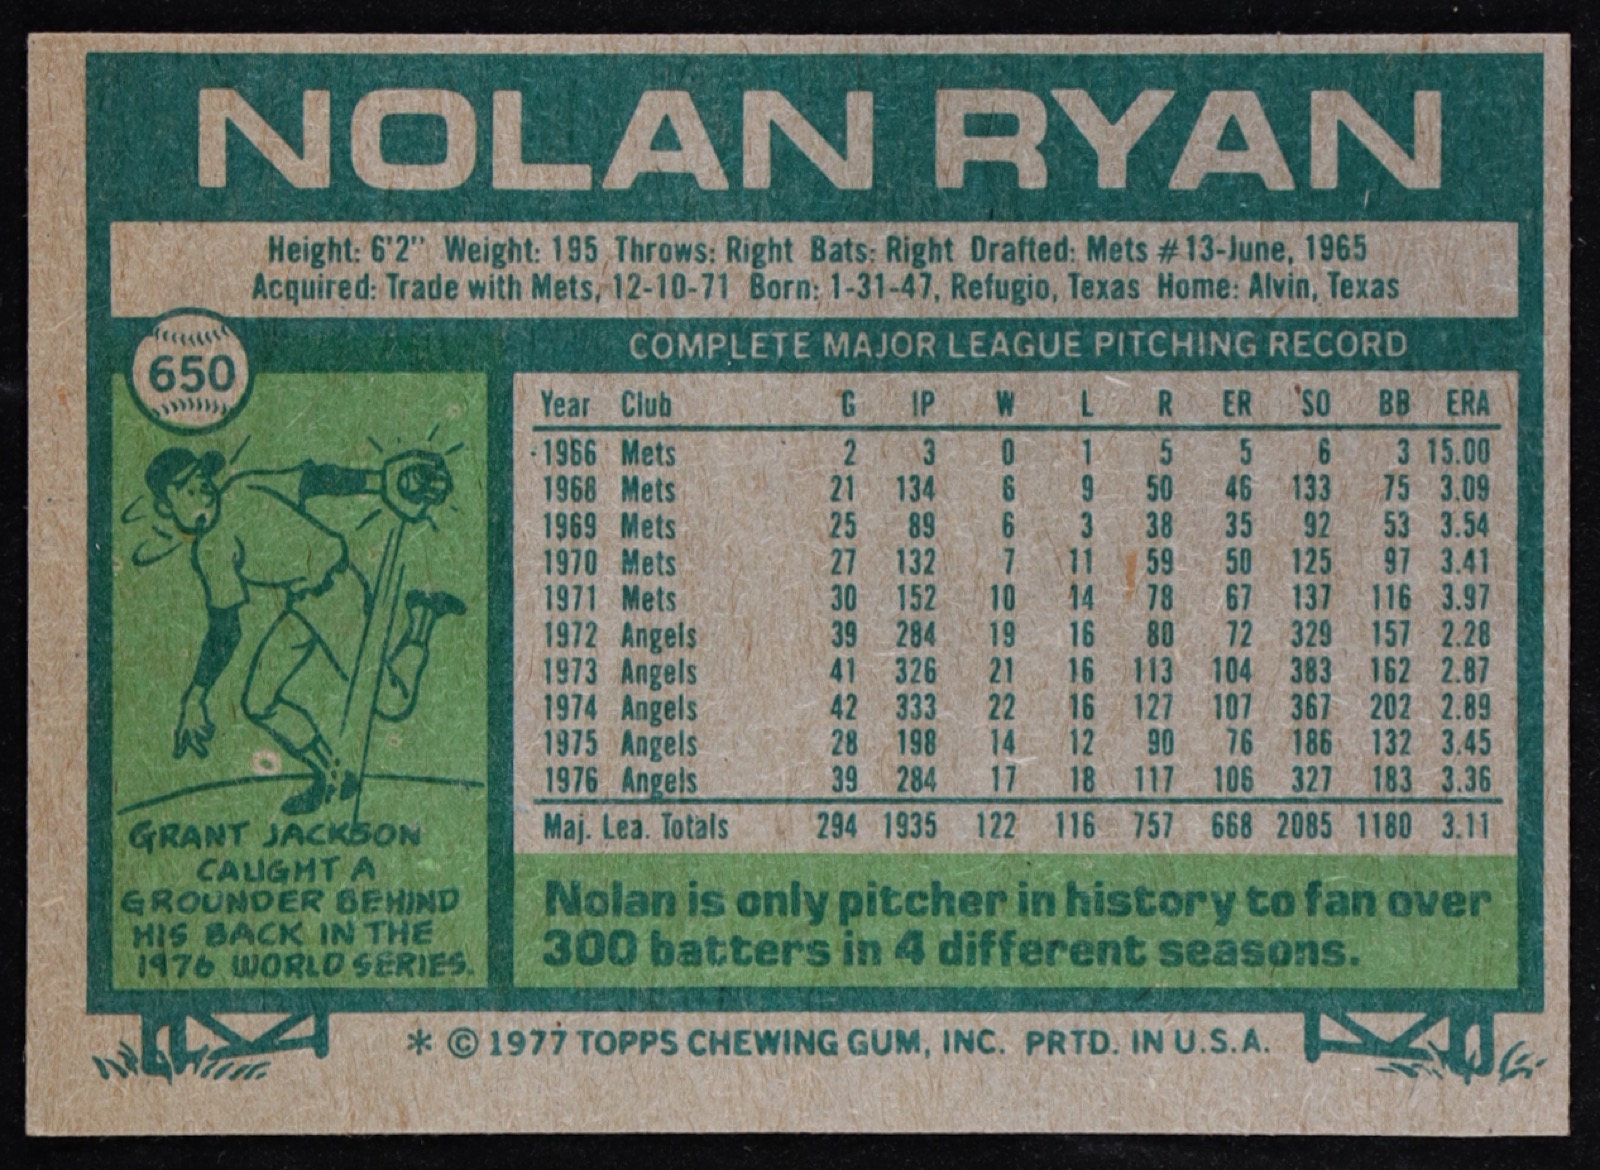 NOLAN RYAN
Height: 6'2" Weight: 195 Throws: Right Bats: Right Drafted: Mets #13-June, 1965
Acquired: Trade with Mets, 12-10-71 Born: 1-31-47, Refugio, Texas Home: Alvin, Texas
650
COMPLETE MAJOR LEAGUE PITCHING RECORD
Year Club G IP W L R ER SO BB ERA
1966 Mets 2 3 0 1 5 5 6 3 15.00
1968 Mets 21 134 6 9 50 46 133 75 3.09
1969 Mets 25 89 6 3 38 35 92 53 3.54
1970 Mets 27 132 7 11 59 50 125 97 3.41
1971 Mets 30 152 10 14 78 67 137 116 3.97
1972 Angels 39 284 19 16 80 72 329 157 2.28
1973 Angels 41 326 21 16 113 104 383 162 2.87
1974 Angels 42 333 22 16 127 107 367 202 2.89
1975 Angels 28 198 14 12 90 76 186 132 3.45
1976 Angels 39 284 17 18 117 106 327 183 3.36
Maj. Lea. Totals 294 1935 122 116 757 668 2085 1180 3.11
GRANT JACKSON
CAUGHT A
GROUNDER BEHIND
HIS BACK IN THE
1976 WORLD SERIES.
Nolan is only pitcher in history to fan over
300 batters in 4 different seasons.
* © 1977 TOPPS CHEWING GUM, INC. PRTD. IN U.S.A.